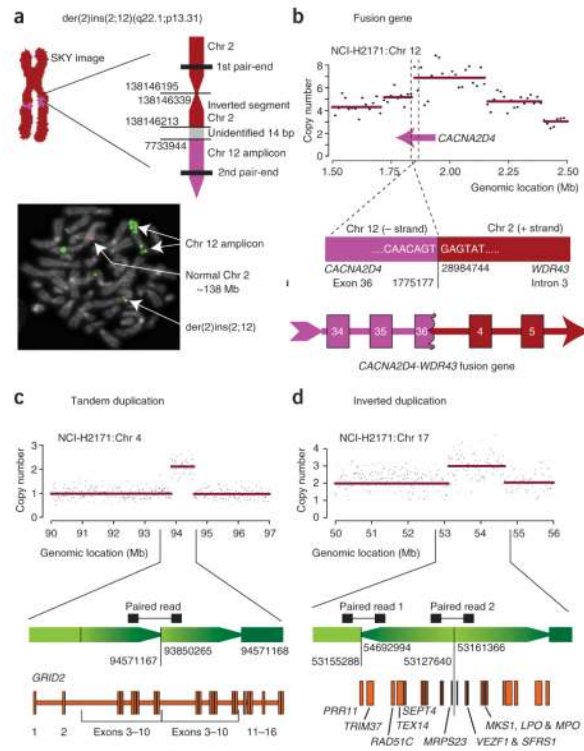 a
der(2)ins(2;12)(q22.1;p13.31)
SKY image
Chr 2
1st pair-end
138146195
138146339
Inverted segment
Chr 2
138146213
Unidentified 14 bp
7733944
Chr 12 amplicon
2nd pair-end
Chr 12 amplicon
Normal Chr 2
~138 Mb
der(2)ins(2;12)
b
Fusion gene
NCI-H2171:Chr 12
Copy number
8
6
4
2
0
CACNA2D4
1.50 1.75 2.00 2.25 2.50
Genomic location (Mb)
Chr 12 (− strand) Chr 2 (+ strand)
....CAACAGT GAGTAT.....
CACNA2D4 28984744 WDR43
Exon 36 1775177 Intron 3
34 35 36 4 5
CACNA2D4-WDR43 fusion gene
c
Tandem duplication
NCI-H2171:Chr 4
Copy number
3
2
1
0
90 91 92 93 94 95 96 97
Genomic location (Mb)
Paired read
94571167 93850265 94571168
GRID2
1 2 Exons 3–10 Exons 3–10 11–16
d
Inverted duplication
NCI-H2171:Chr 17
Copy number
4
3
2
1
0
50 51 52 53 54 55 56
Genomic location (Mb)
Paired read 1 Paired read 2
54692994 53161366
53155288 53127640
PRR11 SEPT4 MKS1, LPO & MPO
TRIM37 TEX14
RAD51C MRPS23 VEZF1 & SFRS1